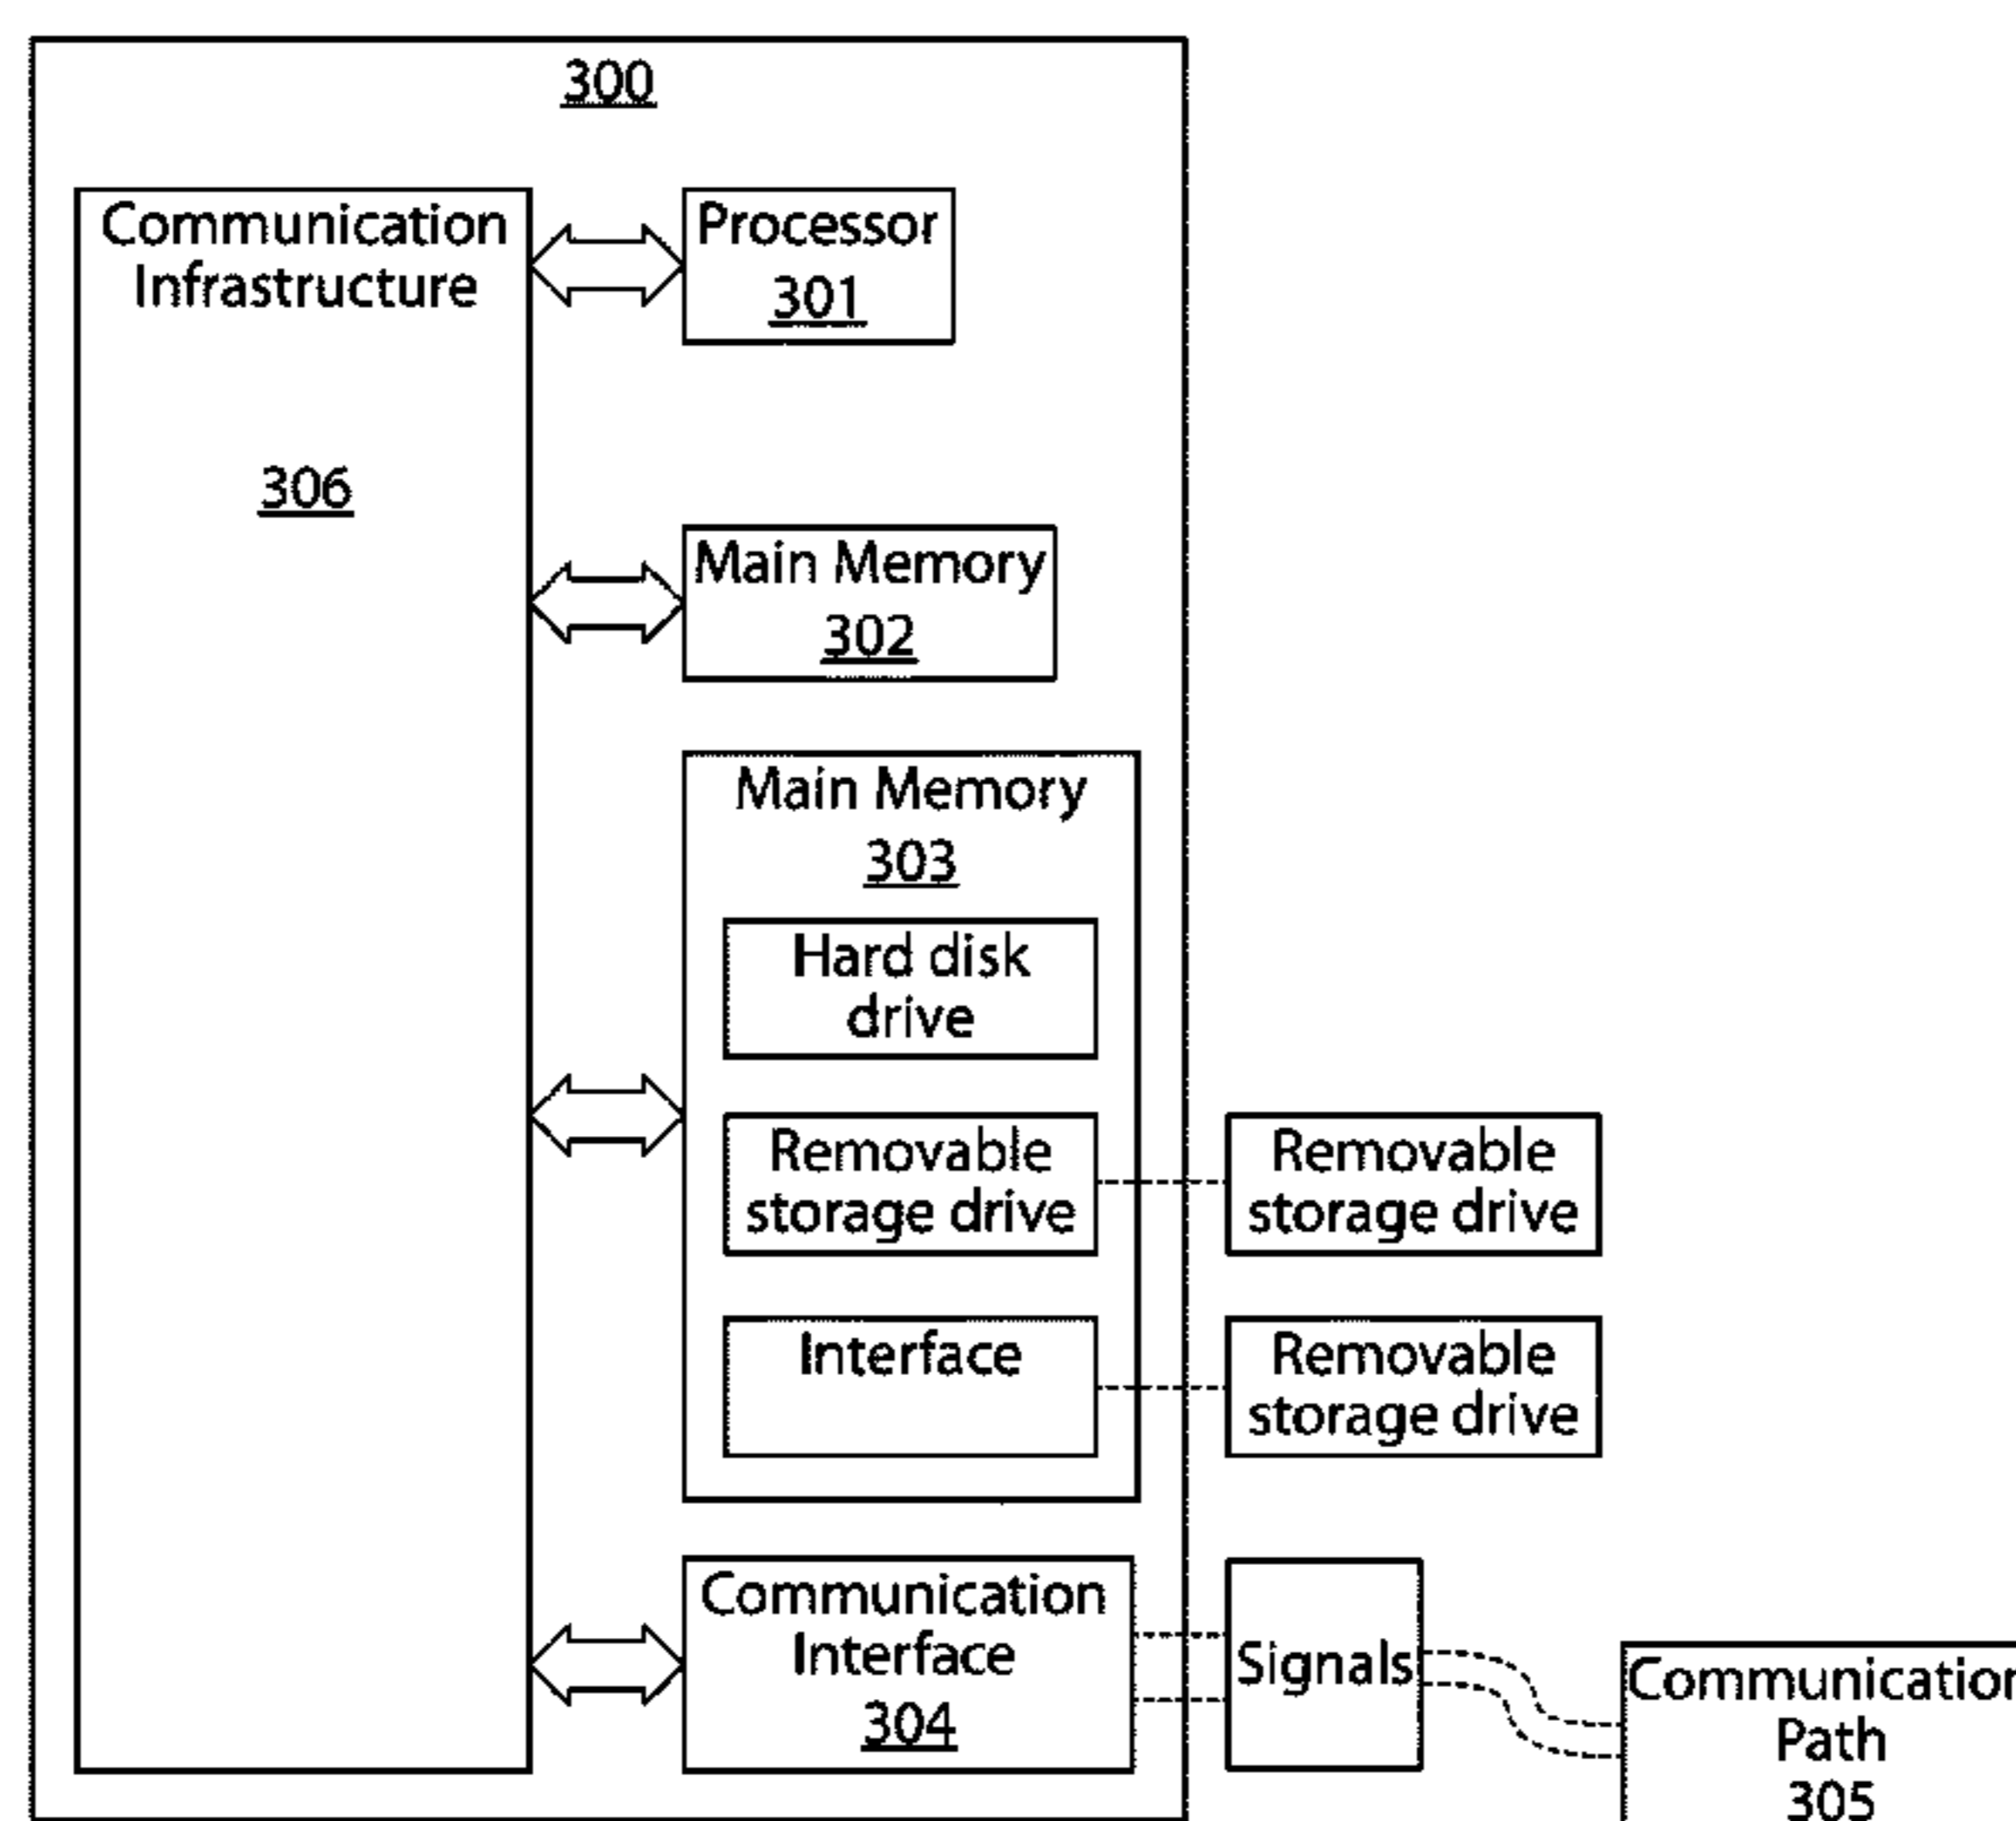 300
Communication
Infrastructure
306
Processor
301
Main Memory
302
Main Memory
303
Hard disk
drive
Removable
storage drive
Interface
Removable
storage drive
Removable
storage drive
Communication
Interface
304
Signals
Communication
Path
305